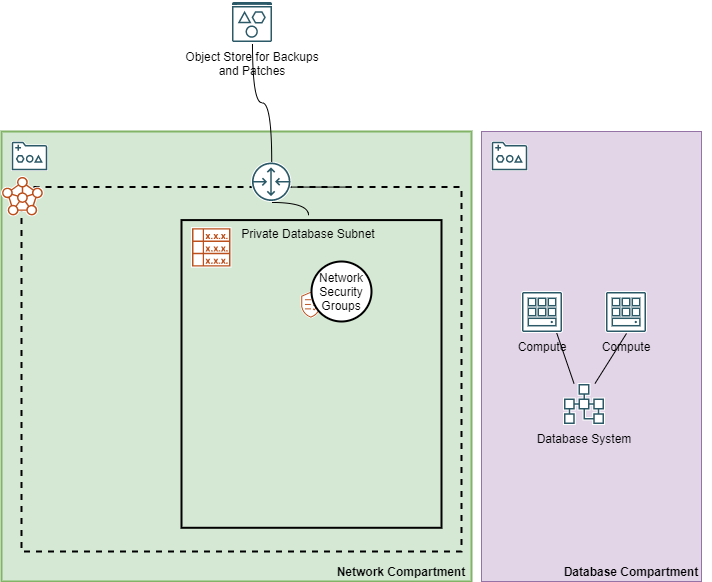 Object Store for Backups
and Patches
Private Database Subnet
x.x.x.
x.x.x.
x.x.x.
Network
Security
Groups
Compute
Compute
Database System
Network Compartment
Database Compartment